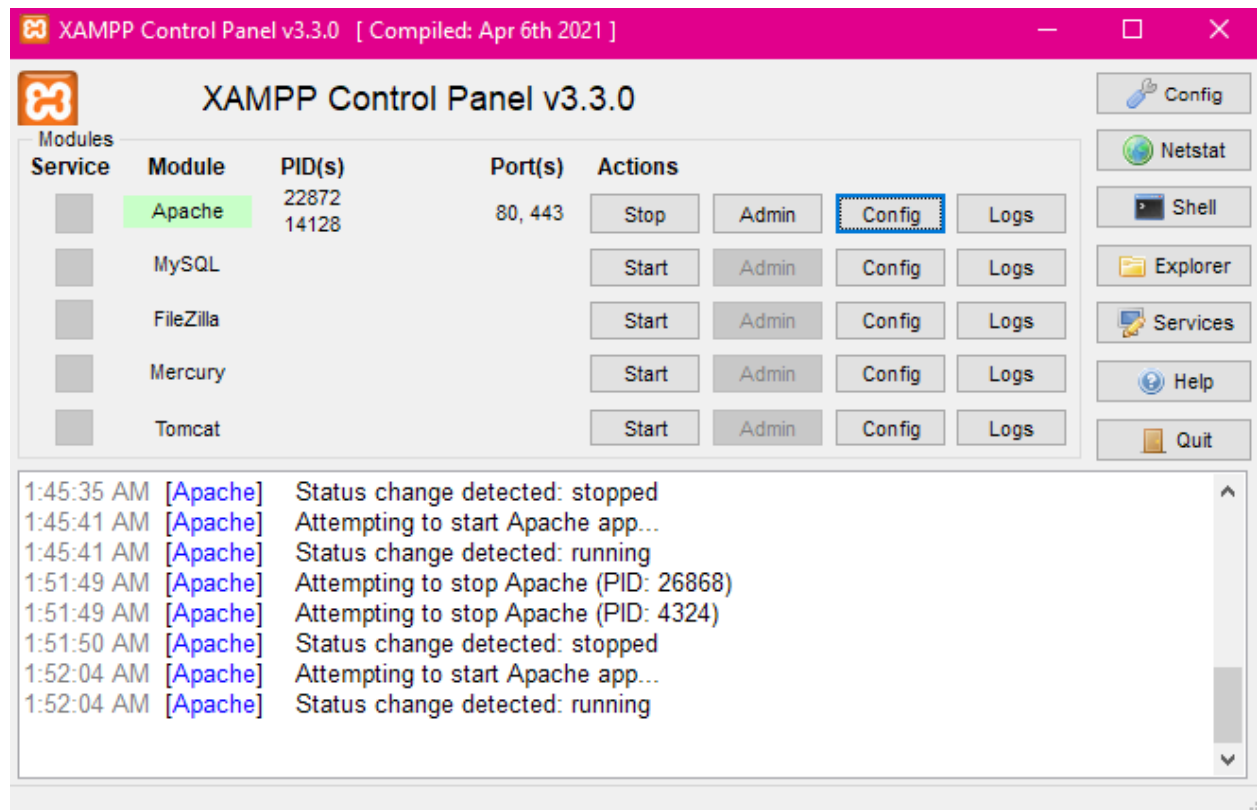 XAMPP Control Panel v3.3.0 [ Compiled: Apr 6th 2021 ]
XAMPP Control Panel v3.3.0
Config
Modules
Netstat
Service Module PID(s) Port(s) Actions
Apache 22872 80, 443 Stop Admin Config Logs
14128
Shell
MySQL Start Admin Config Logs
Explorer
FileZilla Start Admin Config Logs
Services
Mercury Start Admin Config Logs
Help
Tomcat Start Admin Config Logs
Quit
1:45:35 AM [Apache] Status change detected: stopped
1:45:41 AM [Apache] Attempting to start Apache app...
1:45:41 AM [Apache] Status change detected: running
1:51:49 AM [Apache] Attempting to stop Apache (PID: 26868)
1:51:49 AM [Apache] Attempting to stop Apache (PID: 4324)
1:51:50 AM [Apache] Status change detected: stopped
1:52:04 AM [Apache] Attempting to start Apache app...
1:52:04 AM [Apache] Status change detected: running